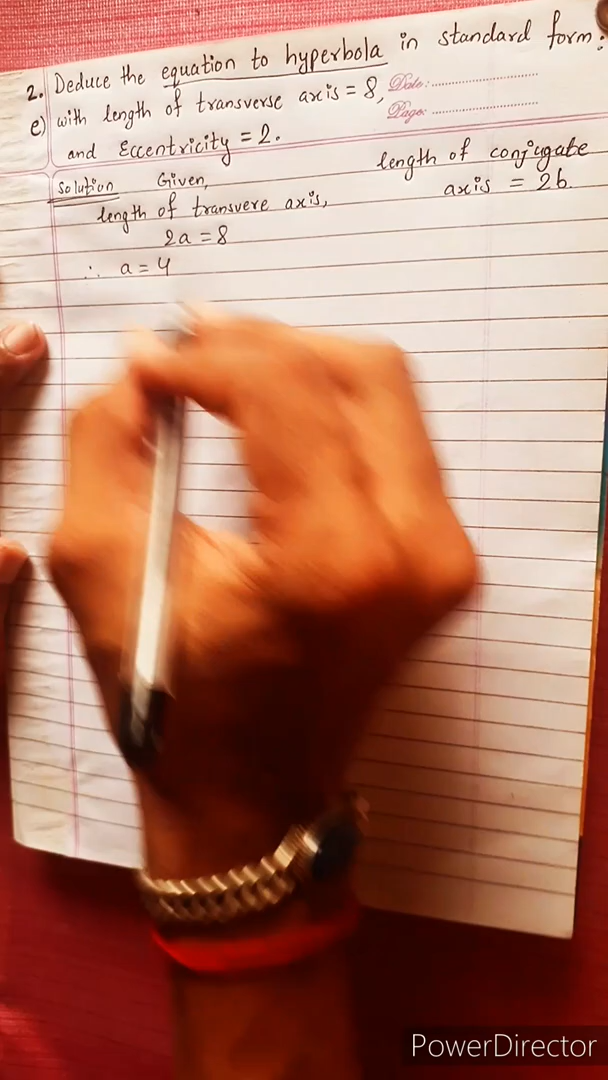 2. Deduce the equation to hyperbola in standard form:
e) with length of transverse axis = 8,
Date: ..............................
Page: ..............................
and Eccentricity = 2.
Solution Given,
length of transvere axis,
2a = 8
∴ a = 4
length of conjugate
axis = 2b
PowerDirector